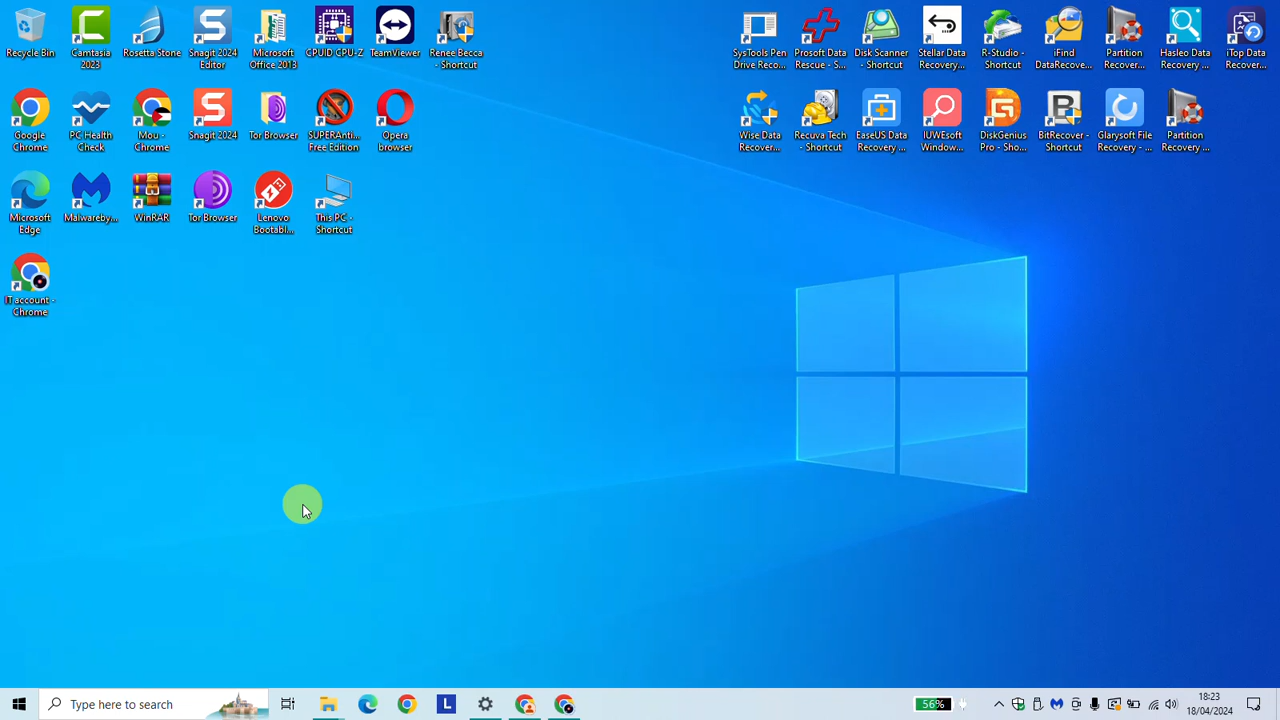 Recycle Bin
Camtasia
2023
Rosetta Stone
Snagit 2024
Editor
Microsoft
Office 2013
CPUID CPU-Z
TeamViewer
Renee Becca
- Shortcut
SysTools Pen
Drive Reco...
Prosoft Data
Rescue - S...
Disk Scanner
- Shortcut
Stellar Data
Recovery...
R-Studio -
Shortcut
iFind
DataRecove...
Partition
Recover...
Hasleo Data
Recovery ...
iTop Data
Recover...
Google
Chrome
PC Health
Check
Mou -
Chrome
Snagit 2024
Tor Browser
SUPERAnti...
Free Edition
Opera
browser
Wise Data
Recover...
Recuva Tech
- Shortcut
EaseUS Data
Recovery ...
IUWEsoft
Window...
DiskGenius
Pro - Sho...
BitRecover -
Shortcut
Glarysoft File
Recovery - ...
Partition
Recovery ...
Microsoft
Edge
Malwareby...
WinRAR
Tor Browser
Lenovo
Bootabl...
This PC -
Shortcut
IT account -
Chrome
Type here to search
L
56%
18:23
18/04/2024